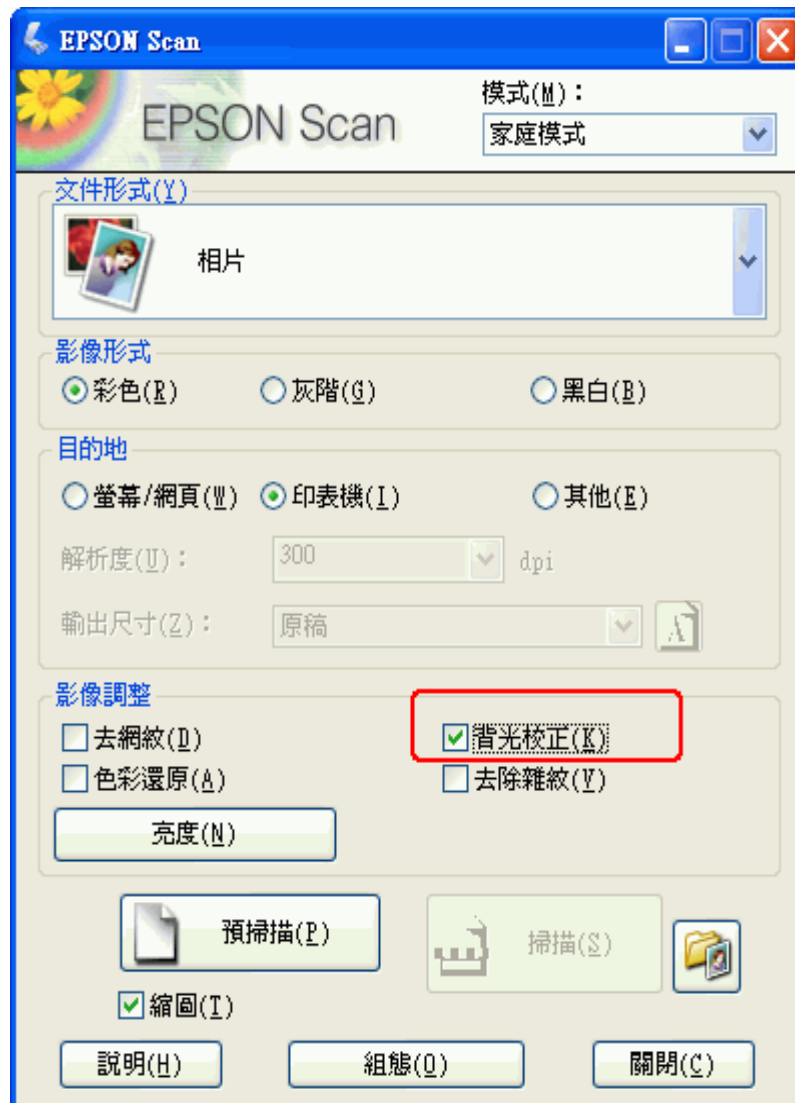 EPSON Scan
EPSON Scan
模式(M)：
家庭模式
文件形式(Y)
相片
影像形式
彩色(R) 灰階(G) 黑白(B)
目的地
螢幕/網頁(W) 印表機(I) 其他(E)
解析度(U)： 300 dpi
輸出尺寸(Z)： 原稿
影像調整
去網紋(D) 背光校正(K)
色彩還原(A) 去除雜紋(V)
亮度(N)
預掃描(P) 掃描(S)
縮圖(T)
說明(H) 組態(O) 關閉(C)